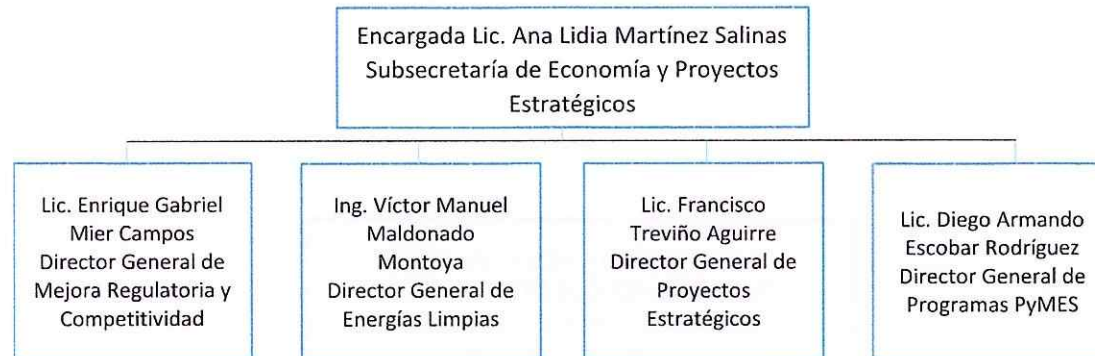 Encargada Lic. Ana Lidia Martínez Salinas
Subsecretaría de Economía y Proyectos
Estratégicos
Lic. Enrique Gabriel
Mier Campos
Director General de
Mejora Regulatoria y
Competitividad
Ing. Víctor Manuel
Maldonado
Montoya
Director General de
Energías Limpias
Lic. Francisco
Treviño Aguirre
Director General de
Proyectos
Estratégicos
Lic. Diego Armando
Escobar Rodríguez
Director General de
Programas PyMES